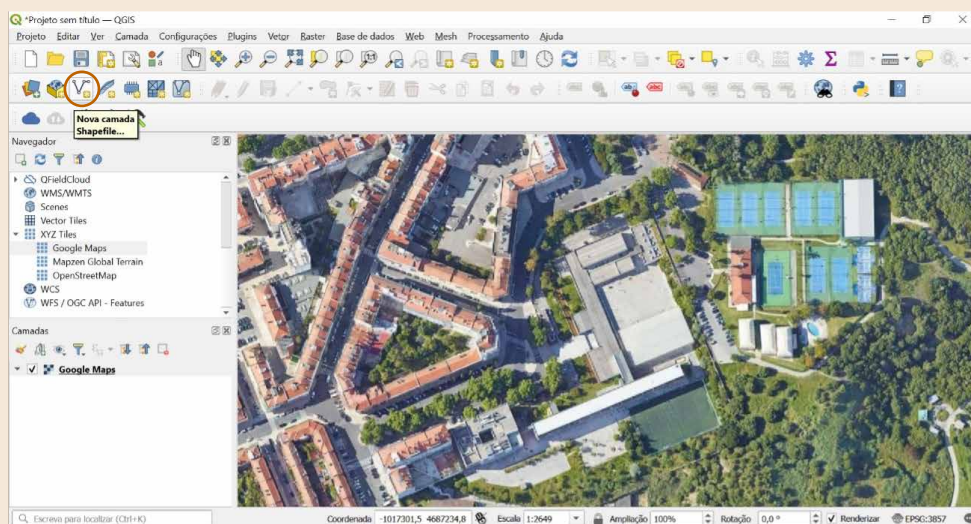 *Projeto sem título — QGIS
Projeto Editar Ver Camada Configurações Plugins Vetor Raster Base de dados Web Mesh Processamento Ajuda
Nova camada
Shapefile...
Navegador
QFieldCloud
WMS/WMTS
Scenes
Vector Tiles
XYZ Tiles
Google Maps
Mapzen Global Terrain
OpenStreetMap
WCS
WFS / OGC API - Features
Camadas
Google Maps
Escreva para localizar (Ctrl+K)
Coordenada -1017301,5 4687234,8 Escala 1:2649 Ampliação 100% Rotação 0,0 ° Renderizar EPSG:3857